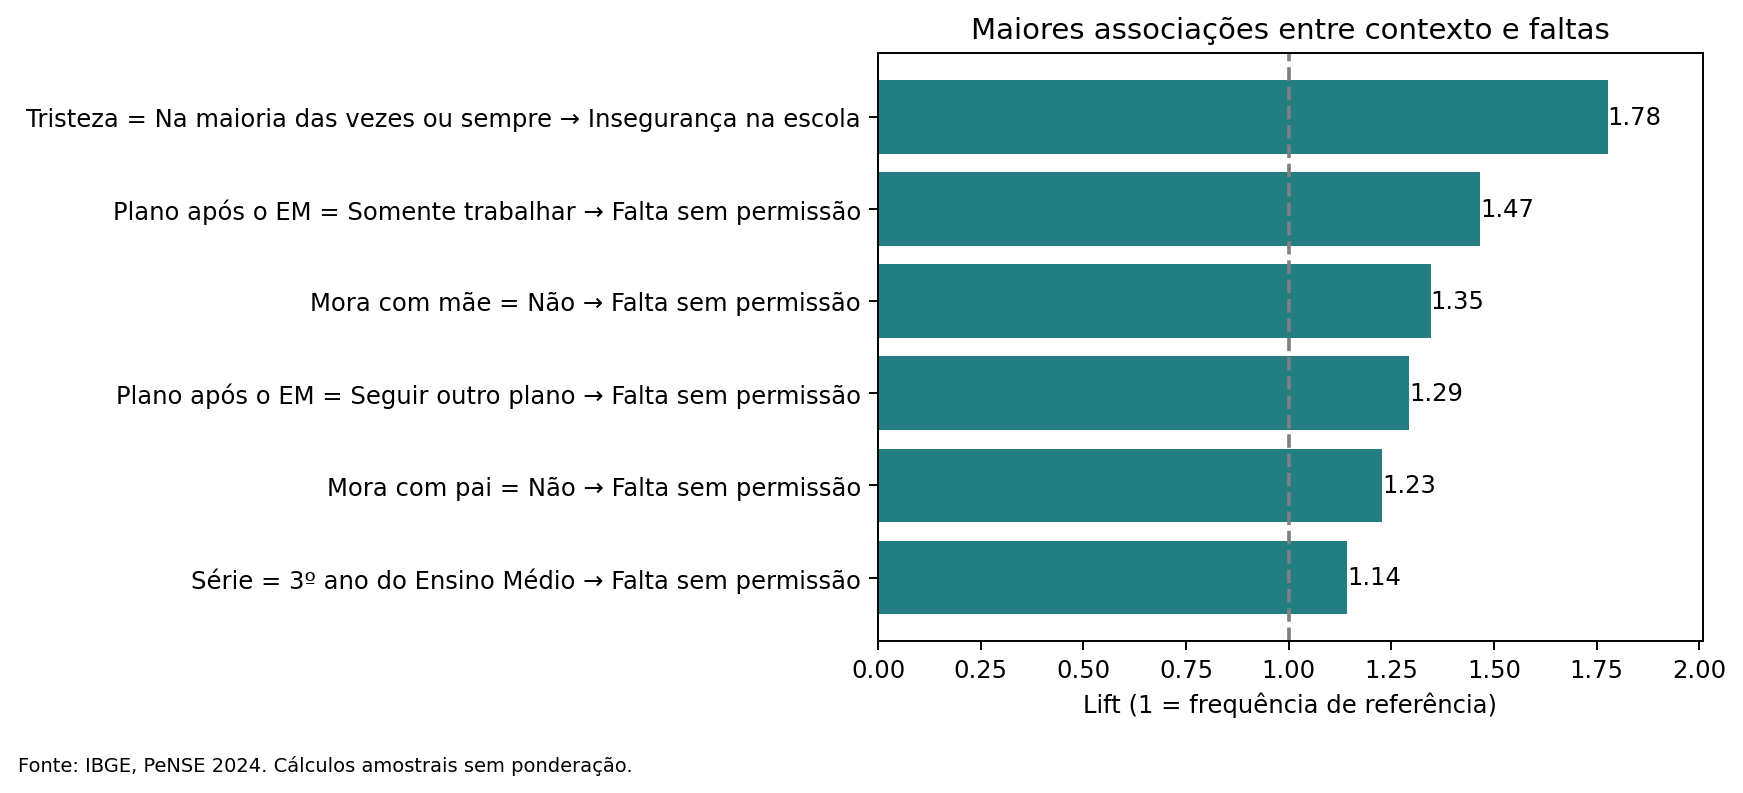 Maiores associações entre contexto e faltas
Tristeza = Na maioria das vezes ou sempre → Insegurança na escola
1.78
Plano após o EM = Somente trabalhar → Falta sem permissão
1.47
Mora com mãe = Não → Falta sem permissão
1.35
Plano após o EM = Seguir outro plano → Falta sem permissão
1.29
Mora com pai = Não → Falta sem permissão
1.23
Série = 3º ano do Ensino Médio → Falta sem permissão
1.14
0.00 0.25 0.50 0.75 1.00 1.25 1.50 1.75 2.00
Lift (1 = frequência de referência)
Fonte: IBGE, PeNSE 2024. Cálculos amostrais sem ponderação.